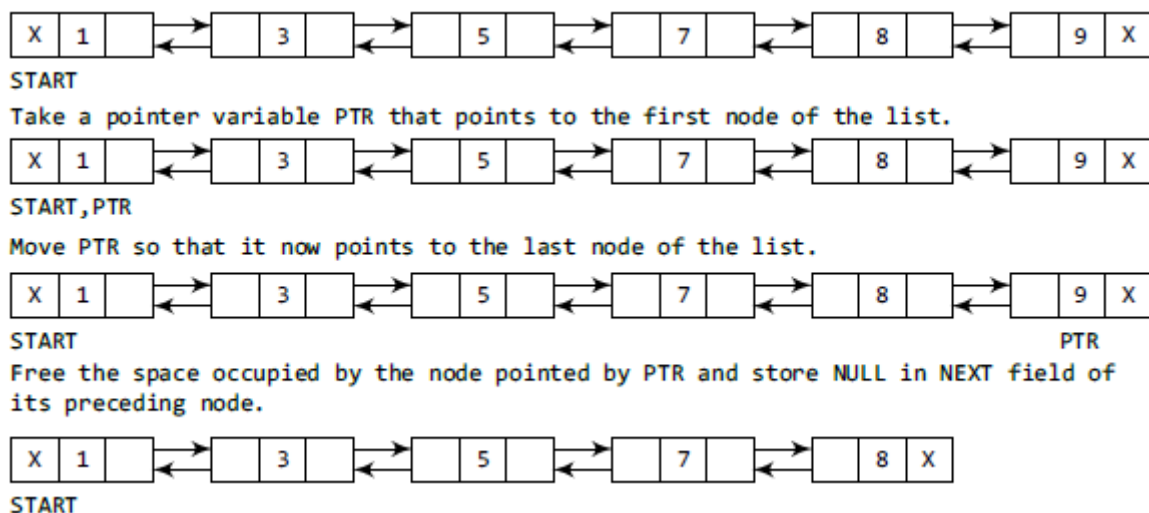 X 1 3 5 7 8 9 X
START
Take a pointer variable PTR that points to the first node of the list.
X 1 3 5 7 8 9 X
START,PTR
Move PTR so that it now points to the last node of the list.
X 1 3 5 7 8 9 X
START PTR
Free the space occupied by the node pointed by PTR and store NULL in NEXT field of
its preceding node.
X 1 3 5 7 8 X
START